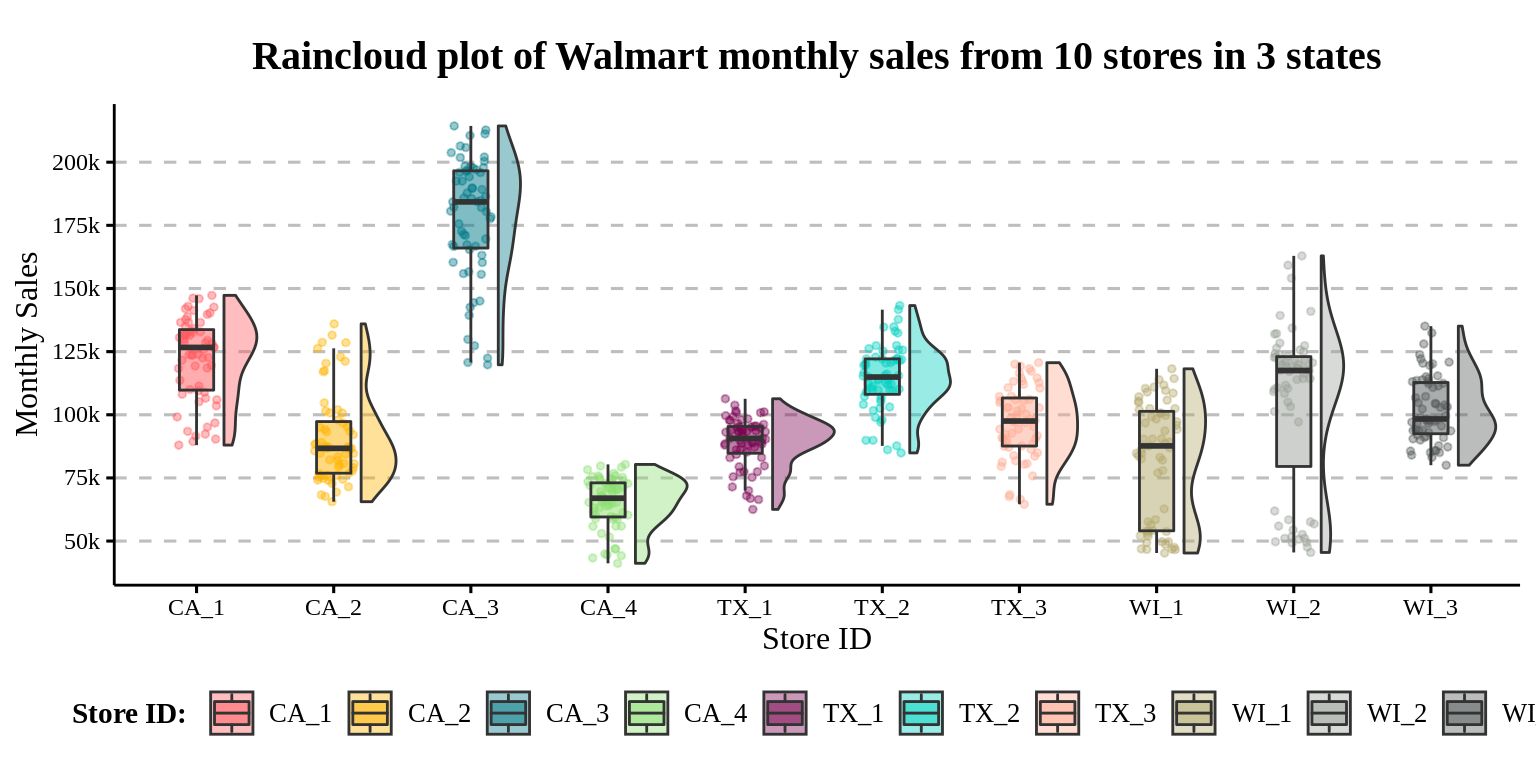 Raincloud plot of Walmart monthly sales from 10 stores in 3 states
Monthly Sales
200k
175k
150k
125k
100k
75k
50k
CA_1 CA_2 CA_3 CA_4 TX_1 TX_2 TX_3 WI_1 WI_2 WI_3
Store ID
Store ID: CA_1 CA_2 CA_3 CA_4 TX_1 TX_2 TX_3 WI_1 WI_2 WI